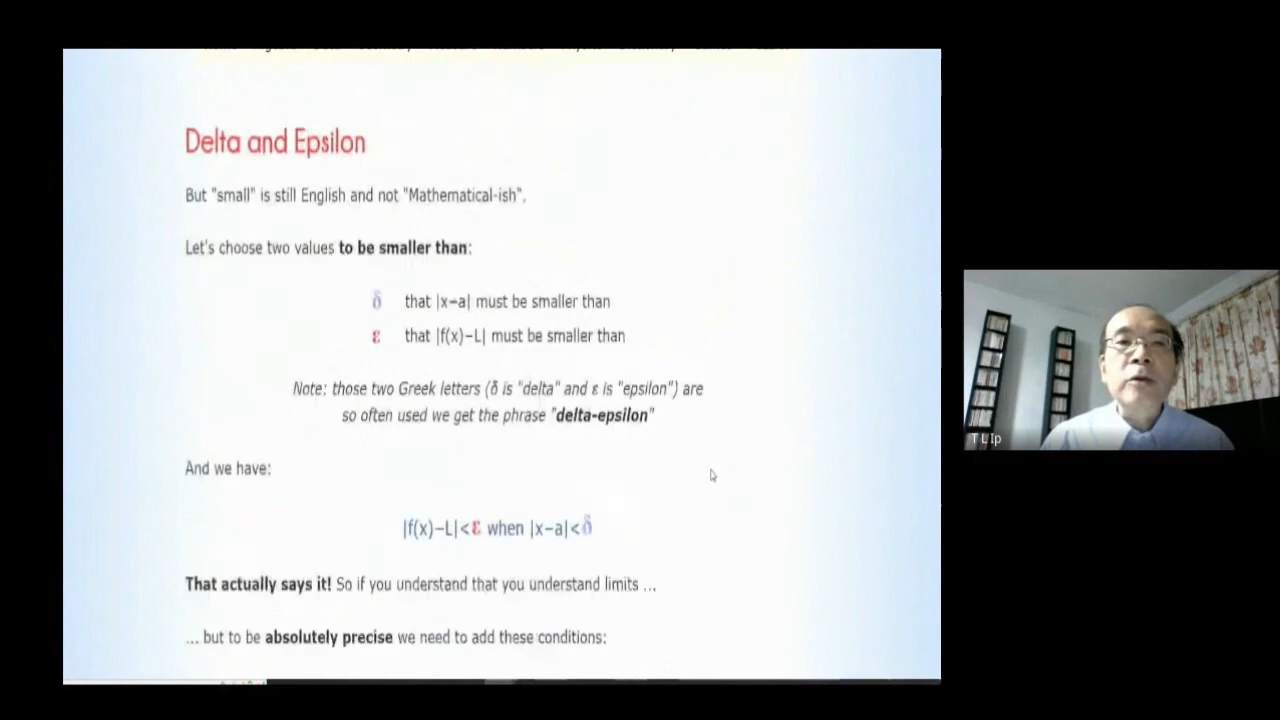 Delta and Epsilon
But "small" is still English and not "Mathematical-ish".
Let's choose two values to be smaller than:
δ that |x−a| must be smaller than
ε that |f(x)−L| must be smaller than
Note: those two Greek letters (δ is "delta" and ε is "epsilon") are
so often used we get the phrase "delta-epsilon"
And we have:
|f(x)−L|<ε when |x−a|<δ
That actually says it! So if you understand that you understand limits ...
... but to be absolutely precise we need to add these conditions:
T L Ip